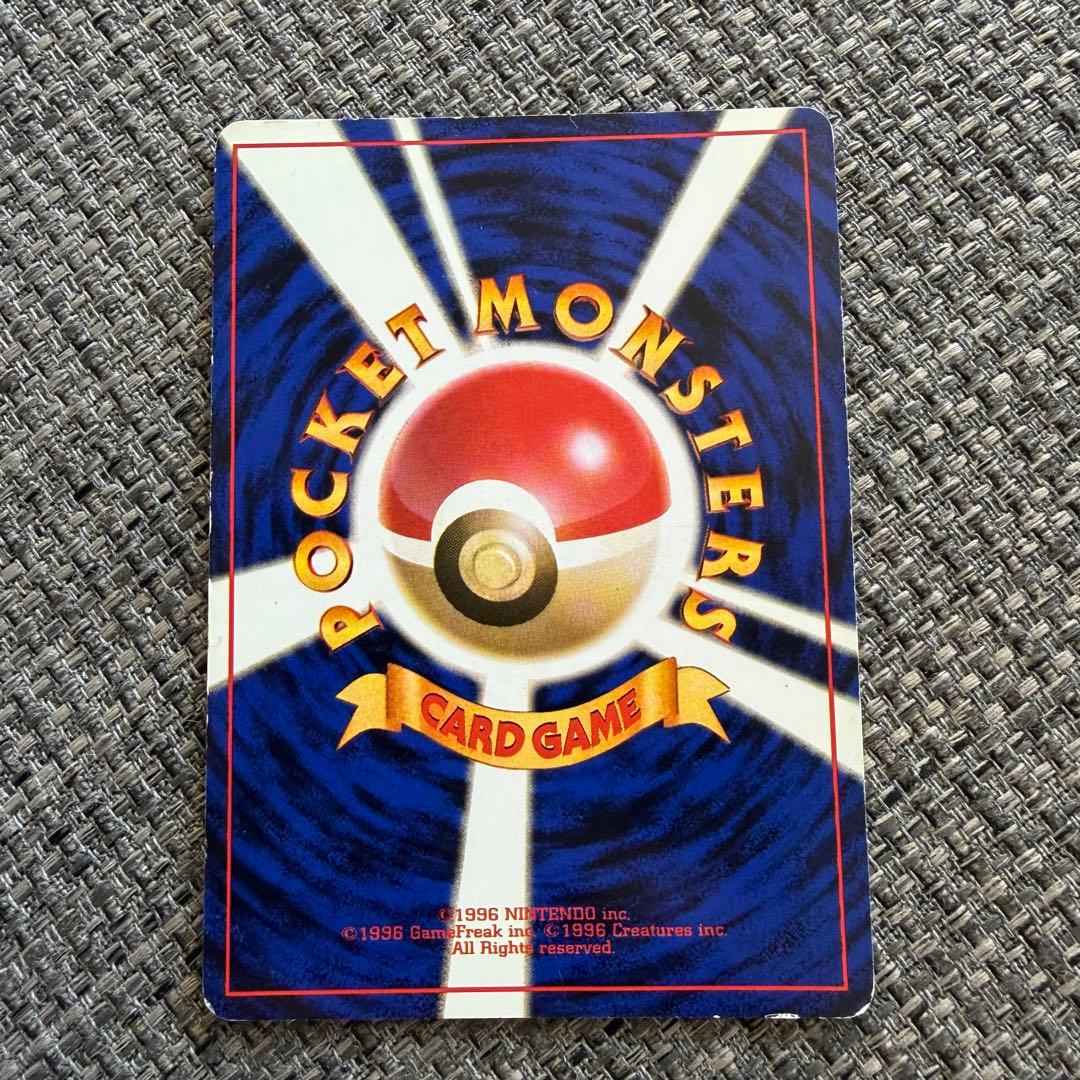 POCKET MONSTERS
CARD GAME
©1996 NINTENDO inc.
©1996 GameFreak inc. ©1996 Creatures inc.
All Rights reserved.